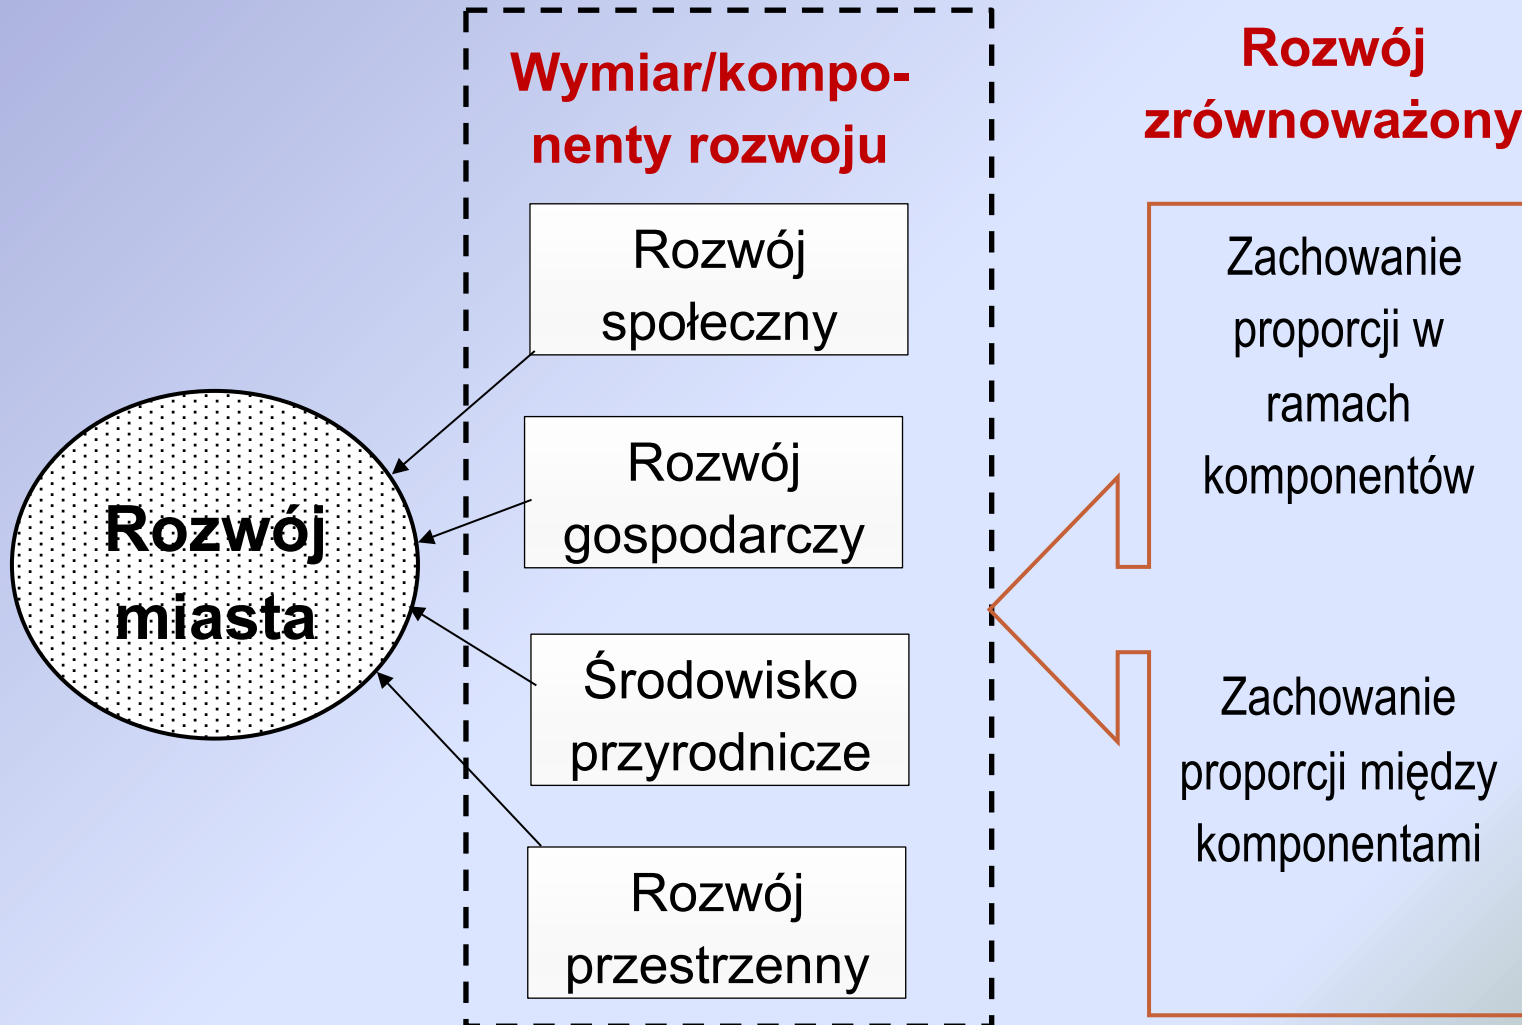 Wymiar/kompo-
nenty rozwoju
Rozwój
zrównoważony
Rozwój
społeczny
Rozwój
gospodarczy
Środowisko
przyrodnicze
Rozwój
przestrzenny
Rozwój
miasta
Zachowanie
proporcji w
ramach
komponentów
Zachowanie
proporcji między
komponentami